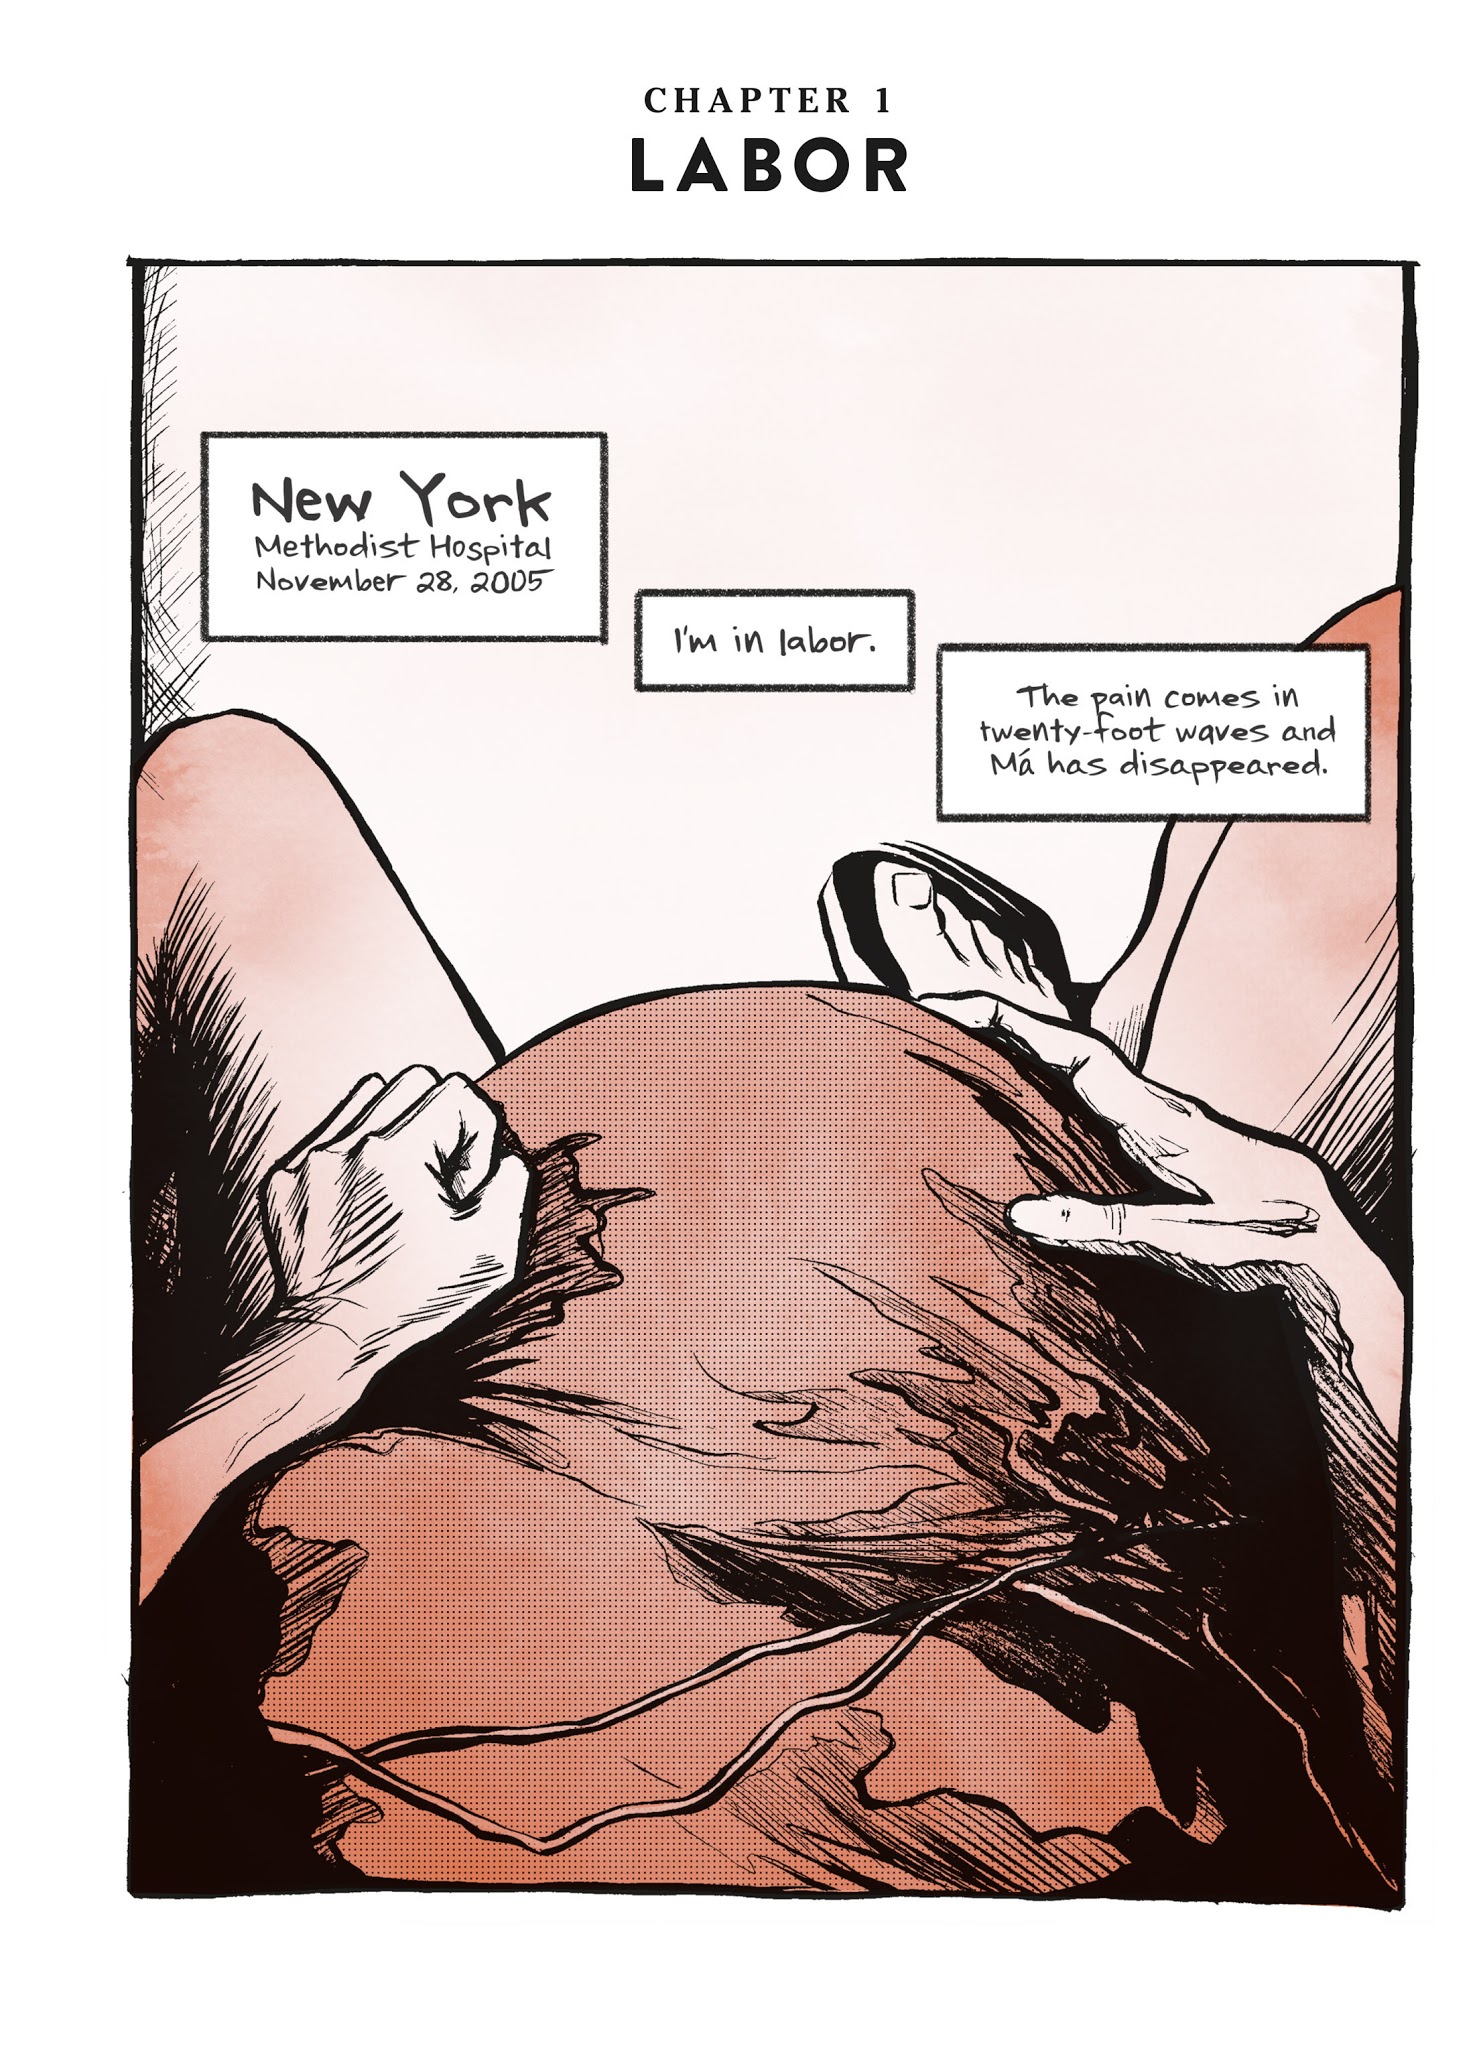 CHAPTER 1
LABOR
New York
Methodist Hospital
November 28, 2005
I'm in labor.
The pain comes in
twenty-foot waves and
Má has disappeared.